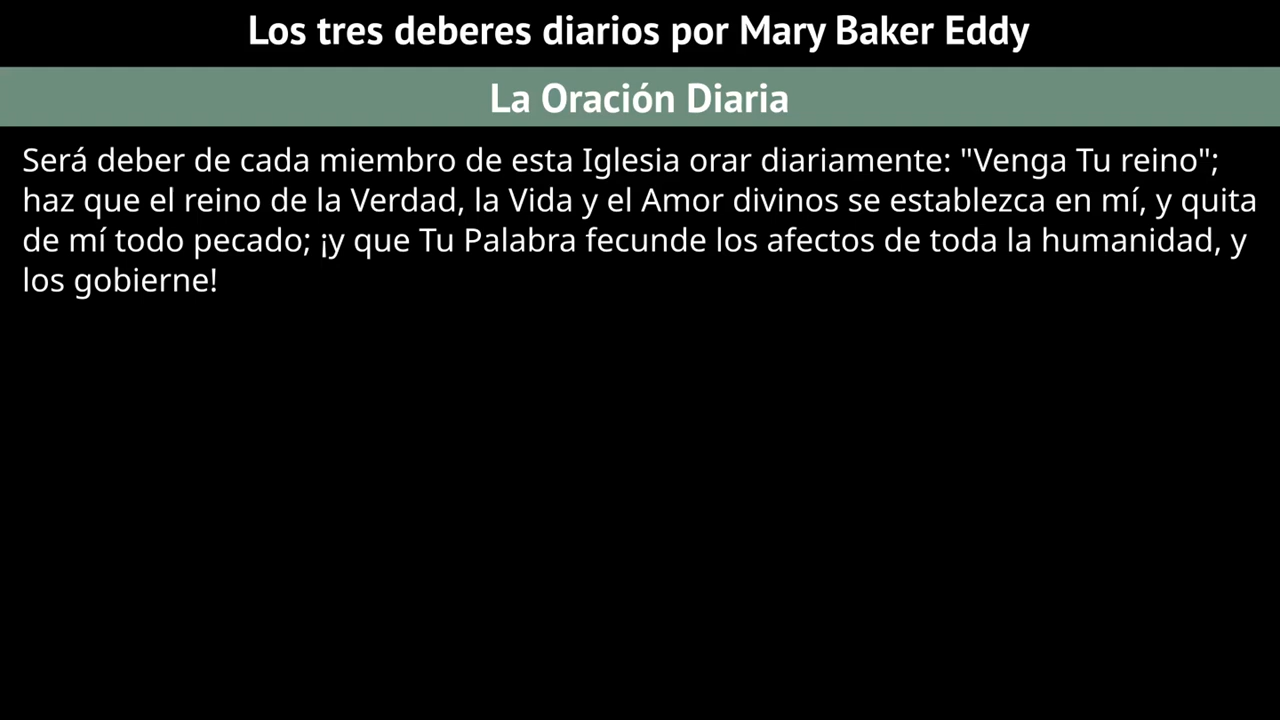 Los tres deberes diarios por Mary Baker Eddy
La Oración Diaria
Será deber de cada miembro de esta Iglesia orar diariamente: "Venga Tu reino";
haz que el reino de la Verdad, la Vida y el Amor divinos se establezca en mí, y quita
de mí todo pecado; ¡y que Tu Palabra fecunde los afectos de toda la humanidad, y
los gobierne!